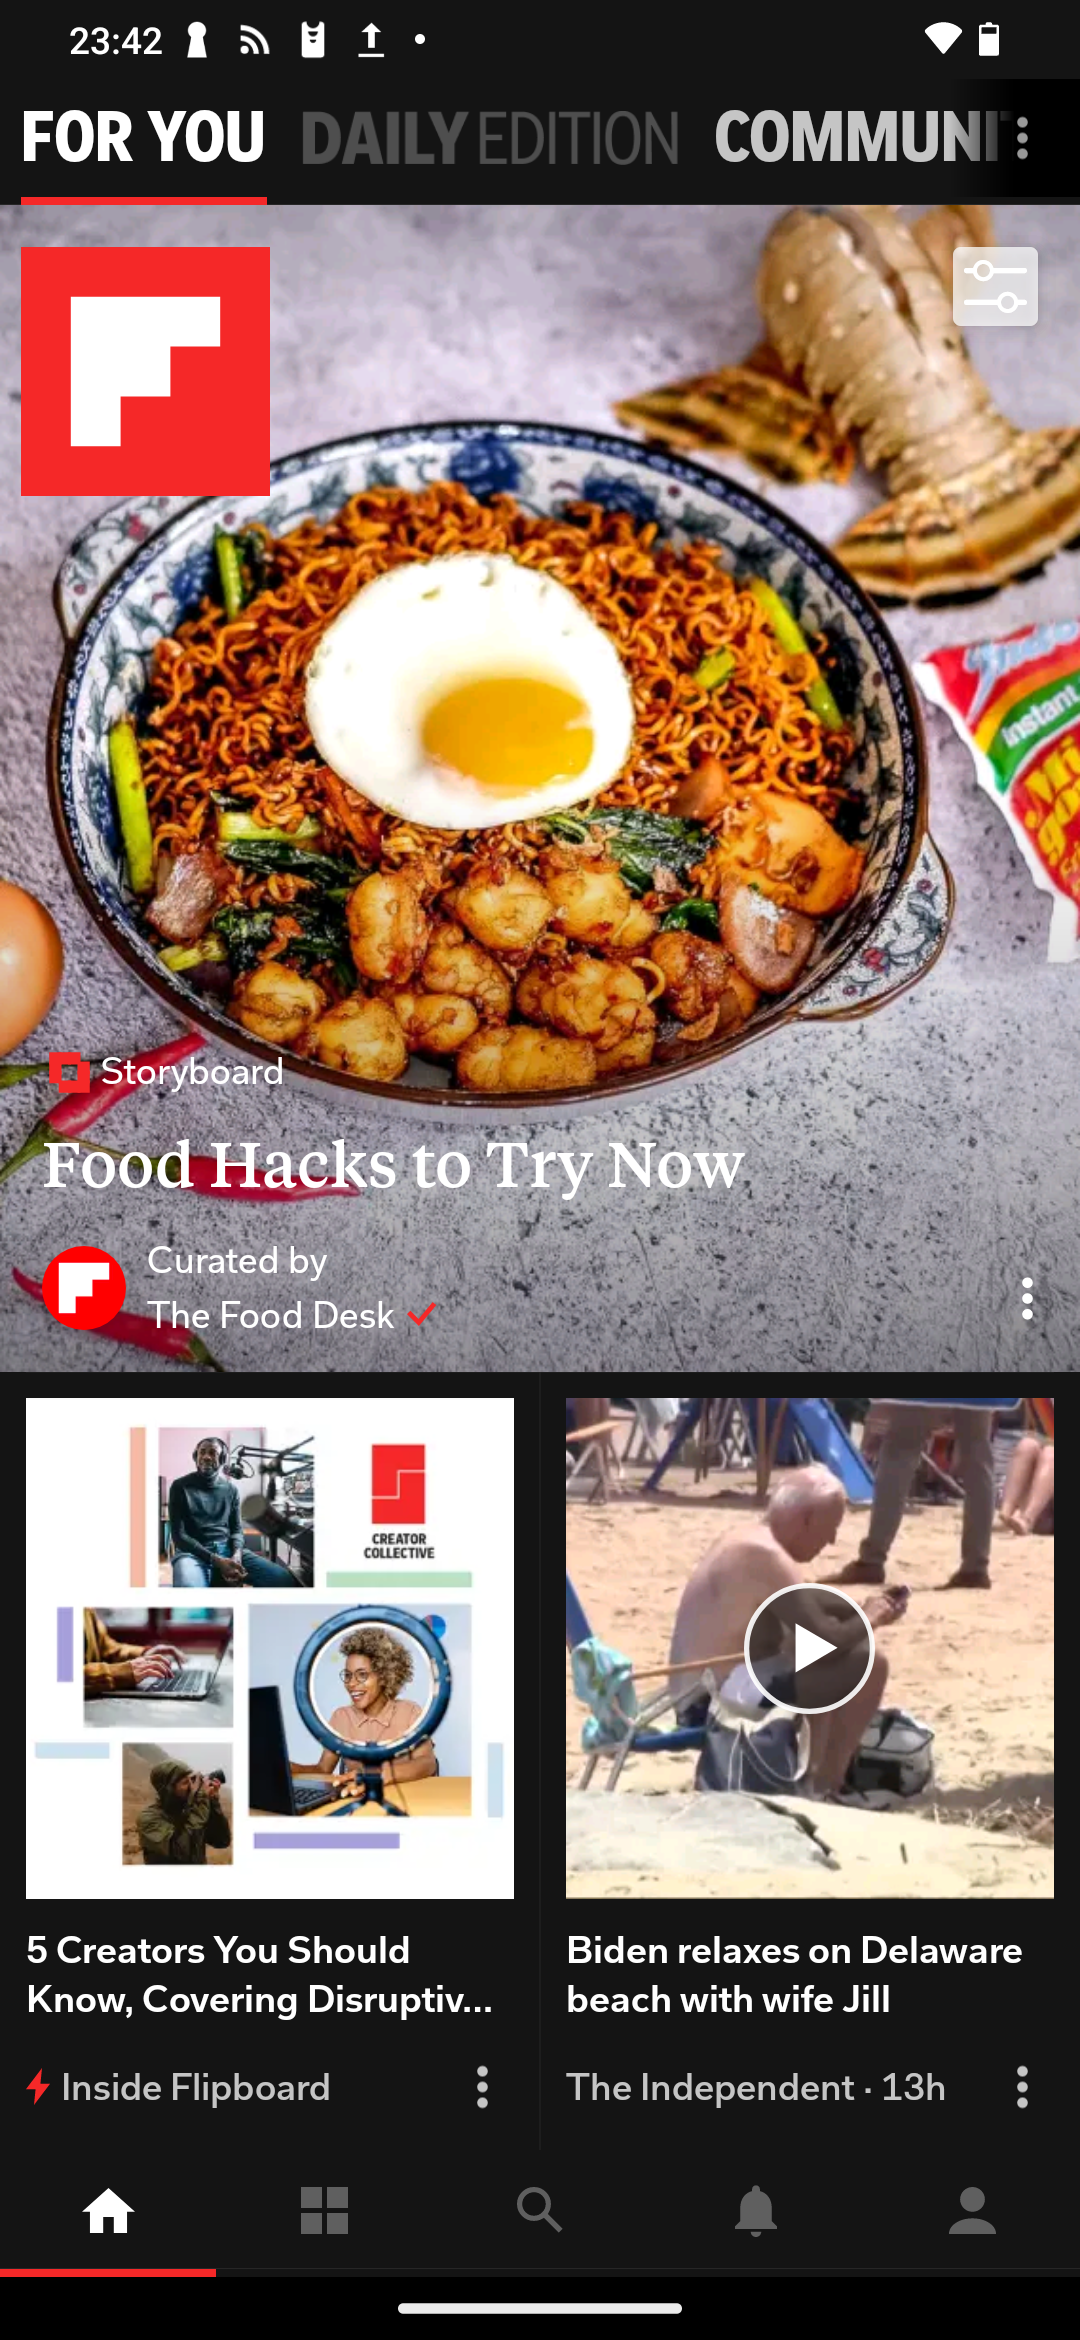 23:42
FOR YOU
DAILY EDITION
COMMUNI
instant
Storyboard
Food Hacks to Try Now
Curated by
The Food Desk
CREATOR
COLLECTIVE
5 Creators You Should
Know, Covering Disruptiv...
Biden relaxes on Delaware
beach with wife Jill
Inside Flipboard
The Independent · 13h